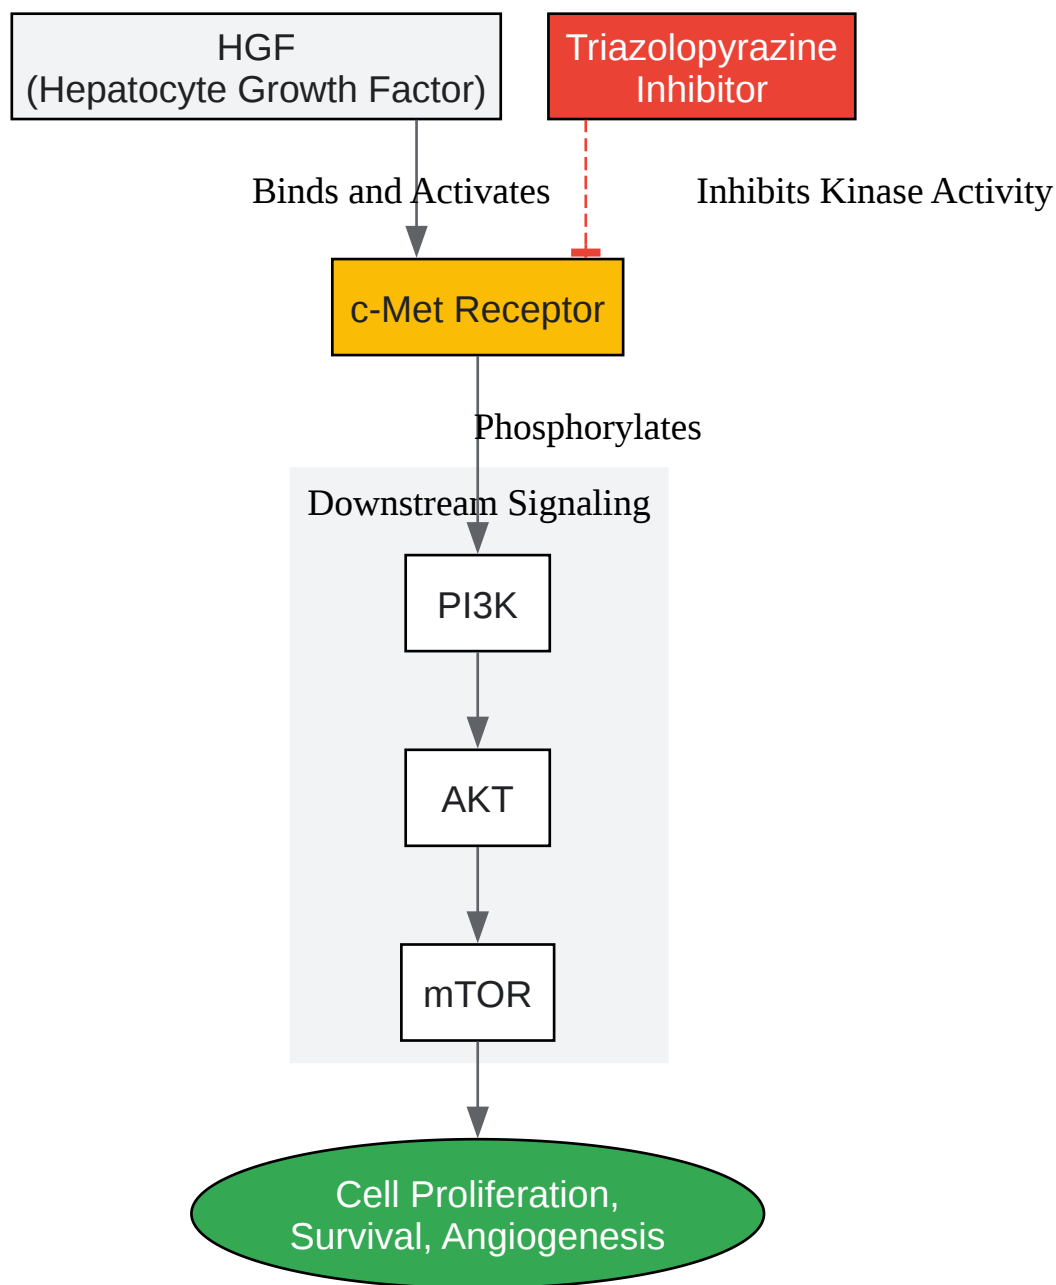 HGF
(Hepatocyte Growth Factor)
Triazolopyrazine
Inhibitor
Binds and Activates
Inhibits Kinase Activity
c-Met Receptor
Phosphorylates
Downstream Signaling
PI3K
AKT
mTOR
Cell Proliferation,
Survival, Angiogenesis